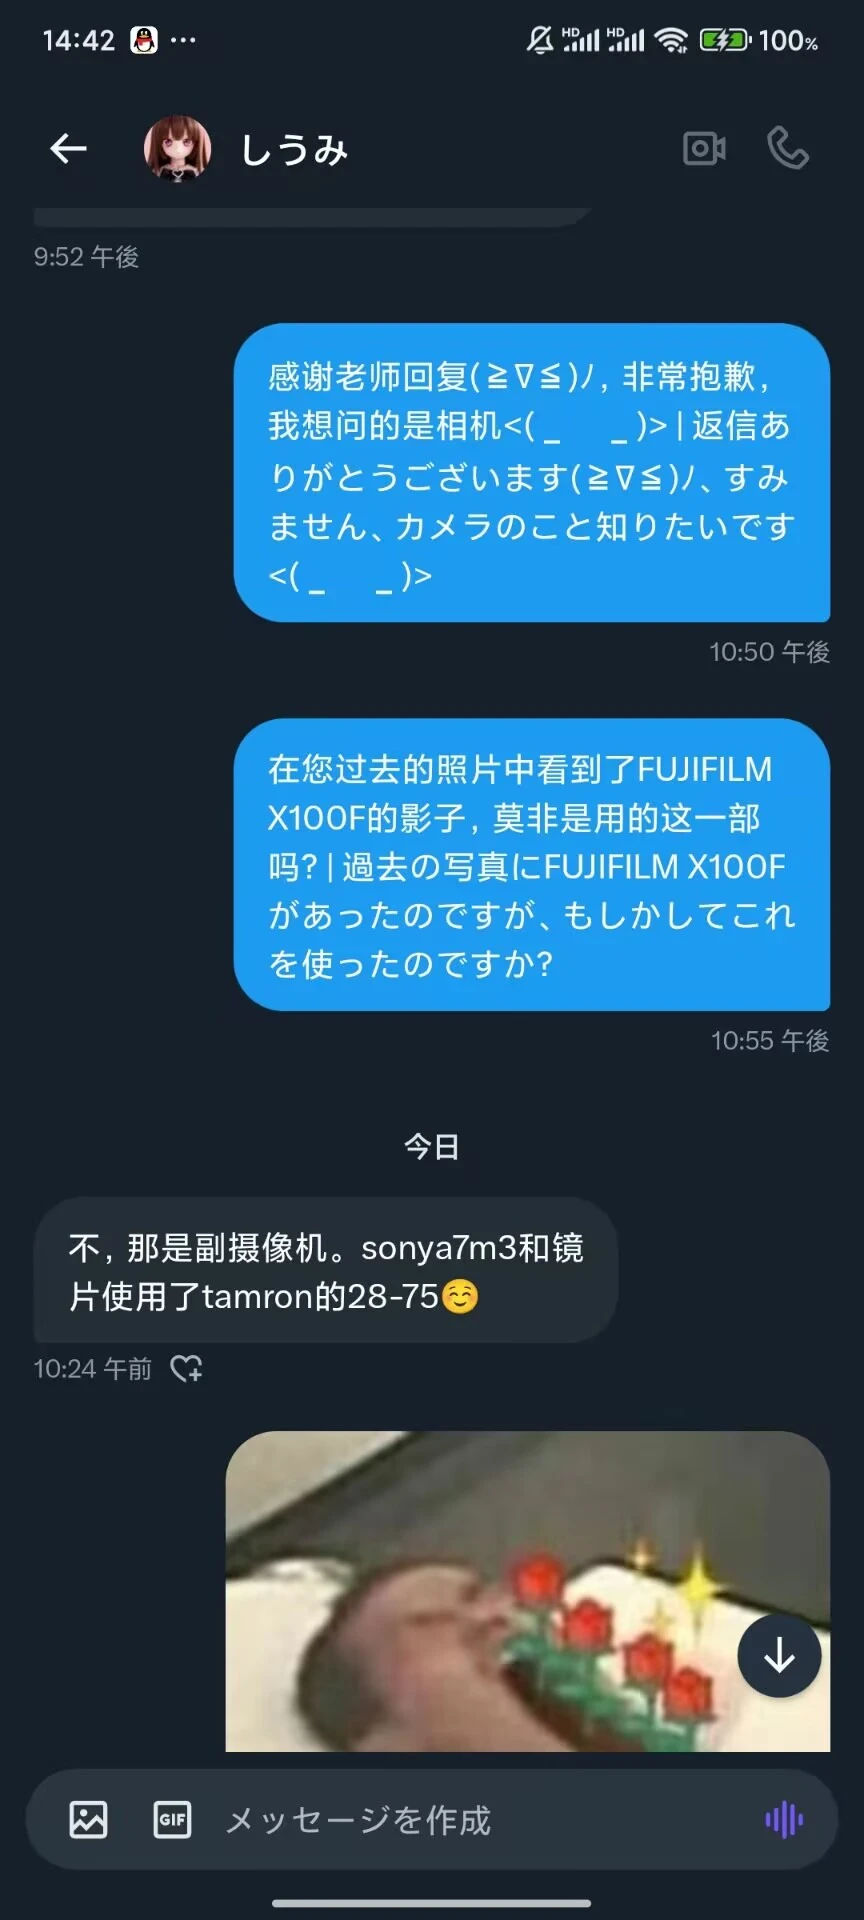 14:42
HD HD 100%
しうみ
9:52 午後
感谢老师回复(≧∇≦)ﾉ, 非常抱歉,
我想问的是相机<(＿　＿)>|返信あ
りがとうございます(≧∇≦)ﾉ、すみ
ません、カメラのこと知りたいです
<(＿　＿)>
10:50 午後
在您过去的照片中看到了FUJIFILM
X100F的影子, 莫非是用的这一部
吗?|過去の写真にFUJIFILM X100F
があったのですが、もしかしてこれ
を使ったのですか?
10:55 午後
今日
不, 那是副摄像机。sonya7m3和镜
片使用了tamron的28-75☺️
10:24 午前
GIF メッセージを作成